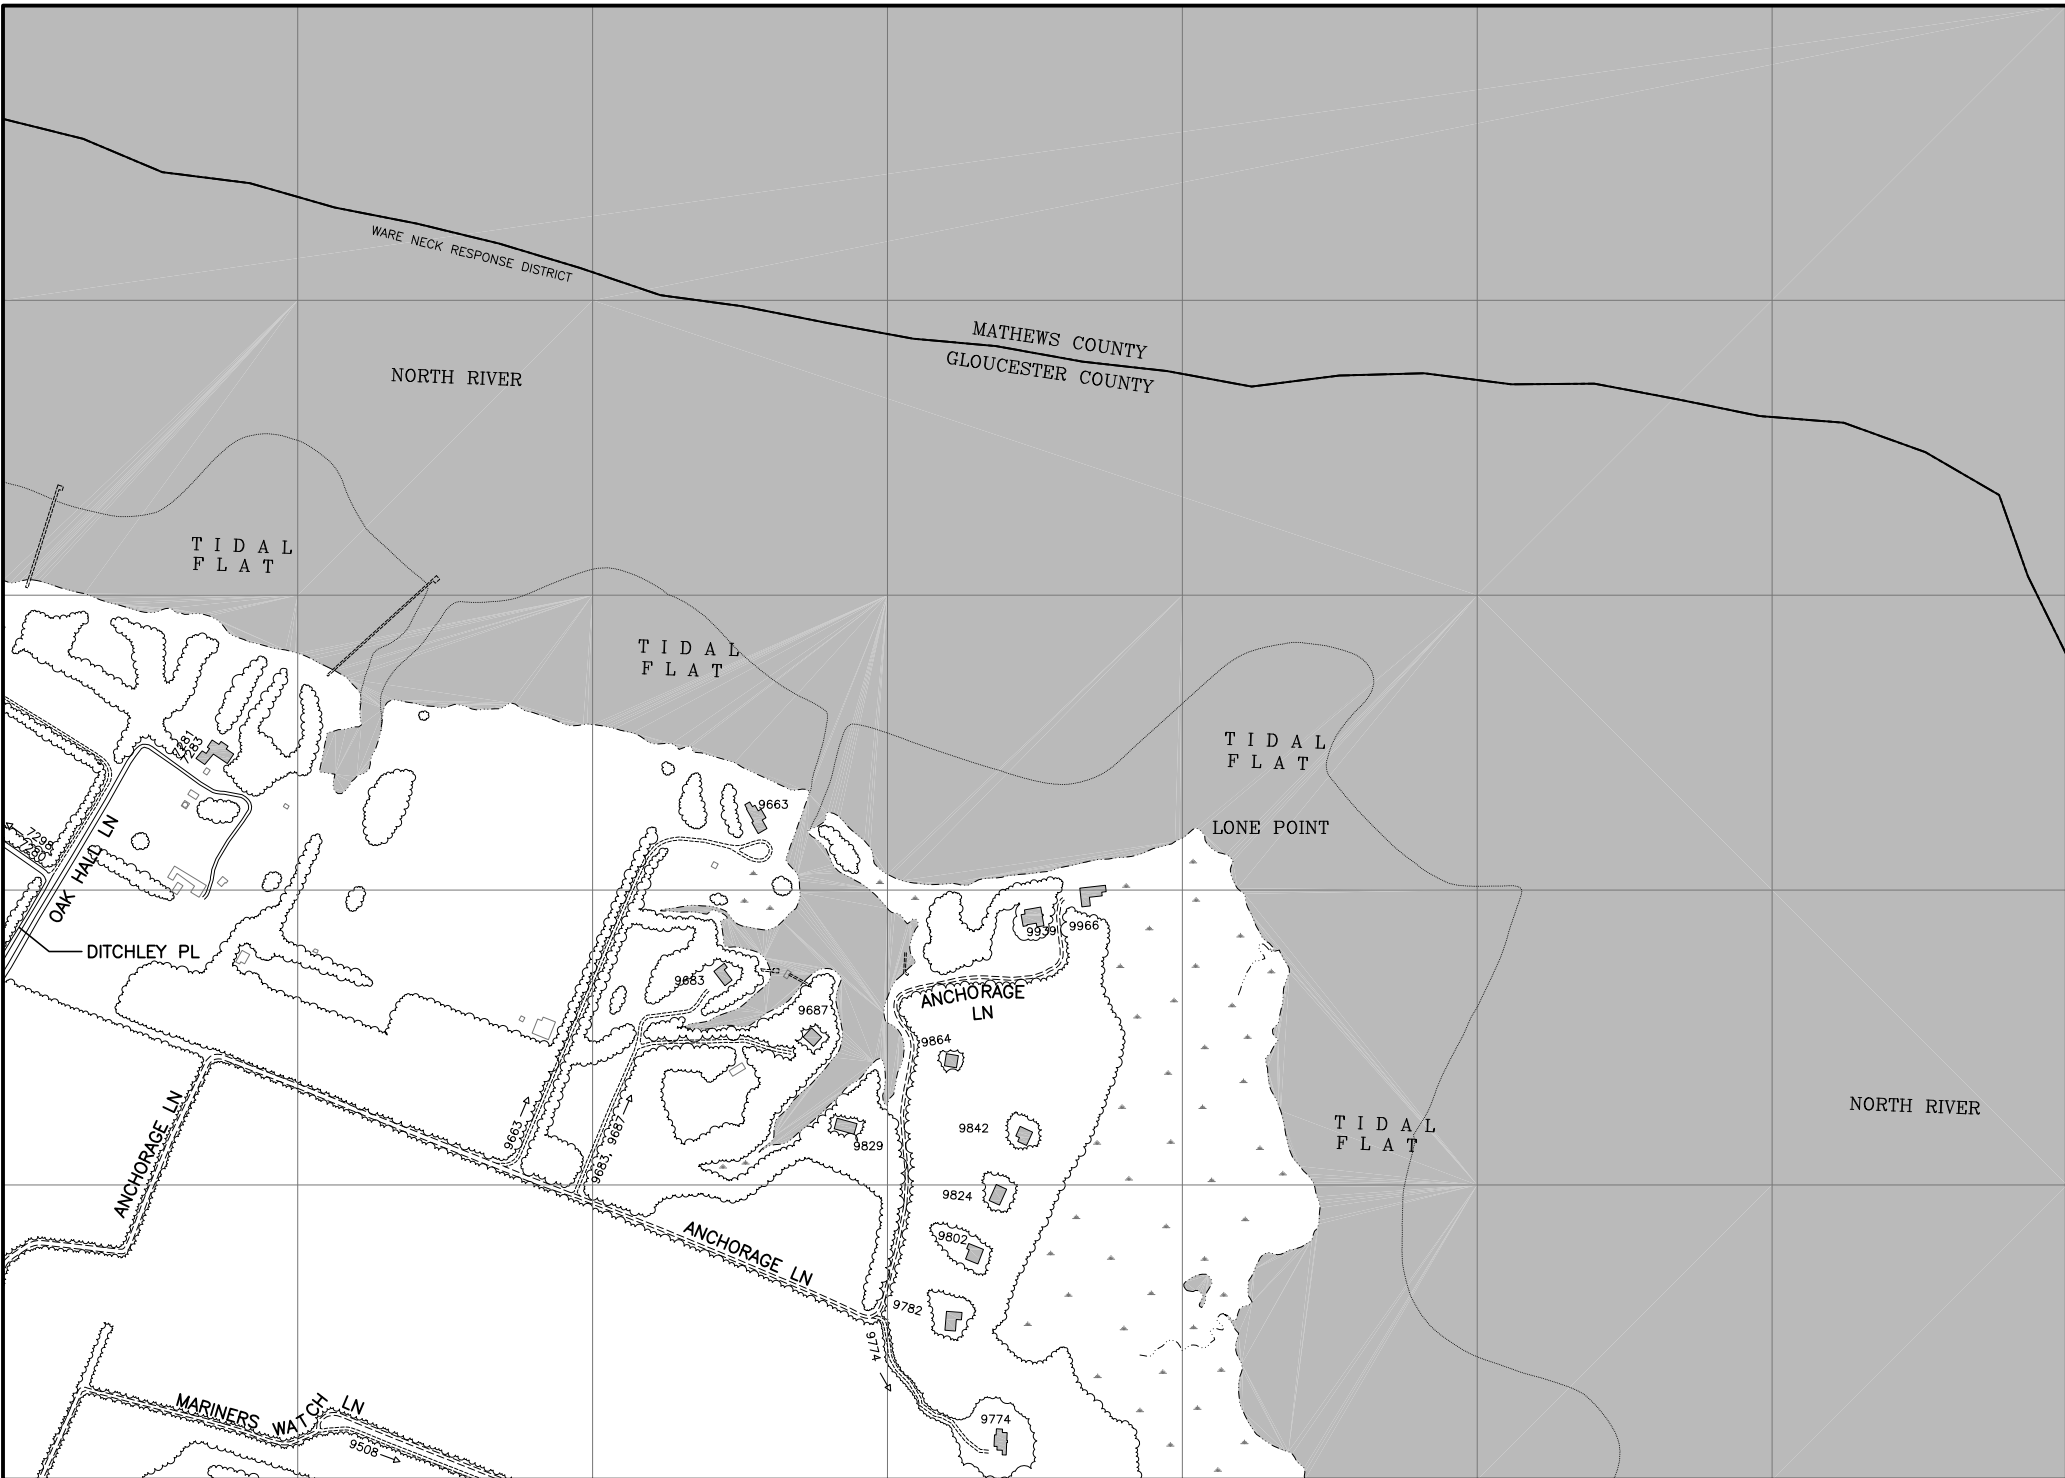 WARE NECK RESPONSE DISTRICT
MATHEWS COUNTY
GLOUCESTER COUNTY
NORTH RIVER
TIDAL
FLAT
TIDAL
FLAT
TIDAL
FLAT
LONE POINT
7281
7283
9663
7298
7280
OAK HALL LN
DITCHLEY PL
9939
9966
9683
ANCHORAGE
LN
9687
9864
9842
9829
9663
9683, 9687
ANCHORAGE LN
TIDAL
FLAT
NORTH RIVER
9824
9802
ANCHORAGE LN
9782
9774
9774
MARINERS WATCH LN
9508